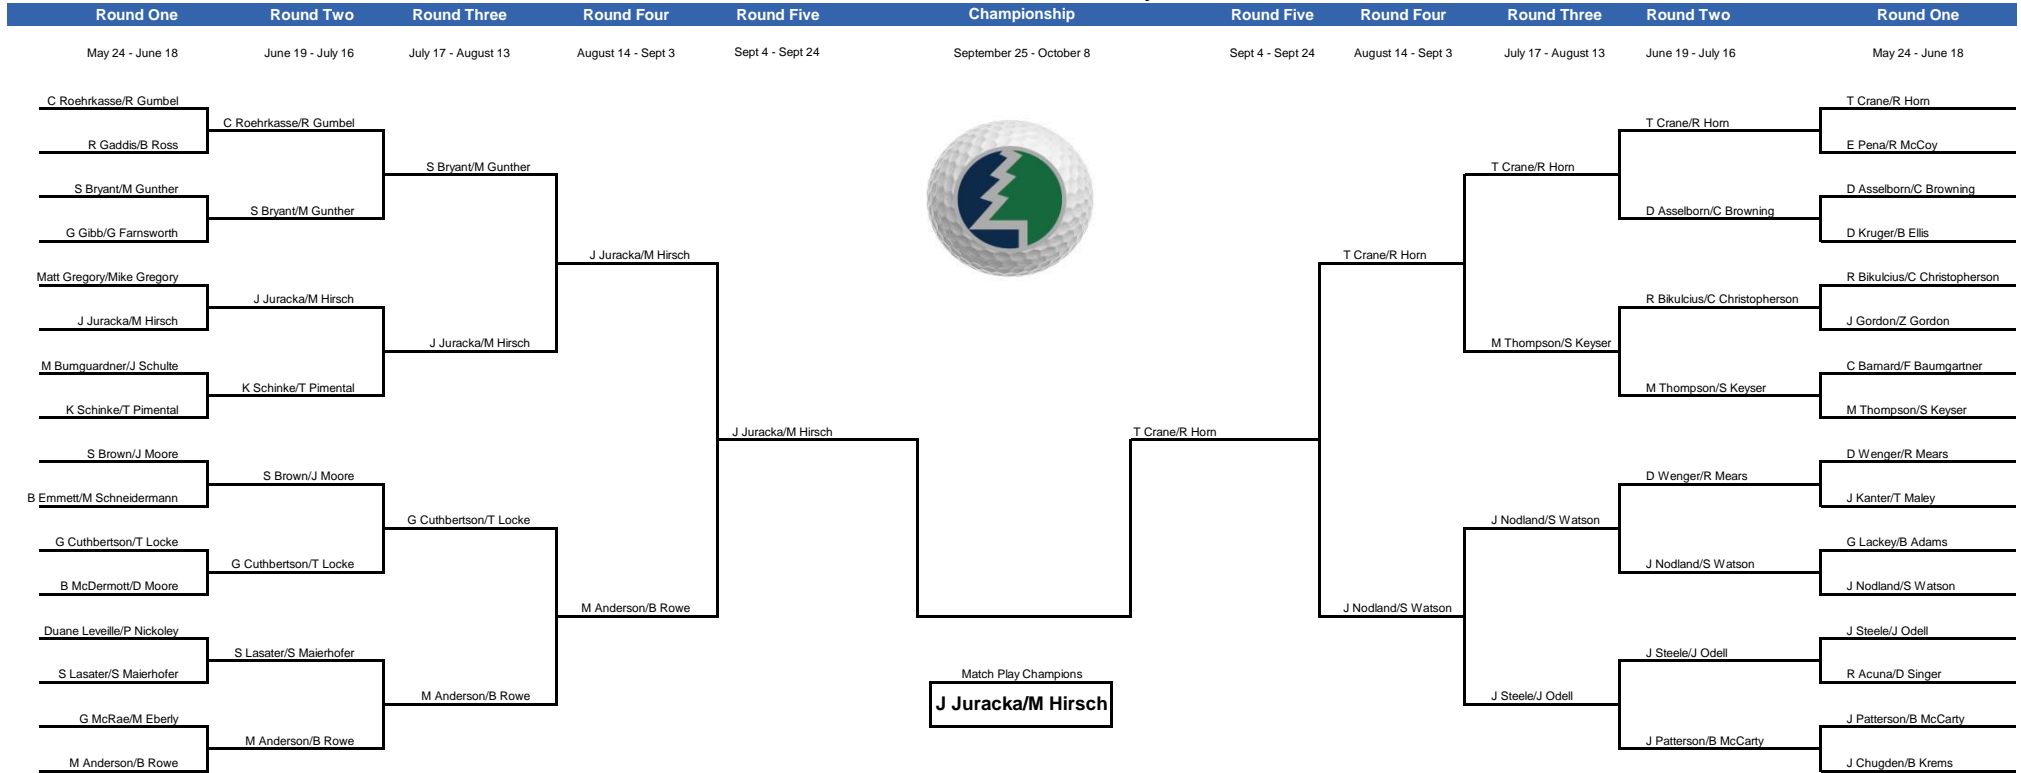 Round One Round Two Round Three Round Four Round Five Championship Round Five Round Four Round Three Round Two Round One
May 24 - June 18 June 19 - July 16 July 17 - August 13 August 14 - Sept 3 Sept 4 - Sept 24 September 25 - October 8 Sept 4 - Sept 24 August 14 - Sept 3 July 17 - August 13 June 19 - July 16 May 24 - June 18
C Roehrkasse/R Gumbel T Crane/R Horn
C Roehrkasse/R Gumbel T Crane/R Horn
R Gaddis/B Ross E Pena/R McCoy
S Bryant/M Gunther T Crane/R Horn
S Bryant/M Gunther D Asselborn/C Browning
S Bryant/M Gunther D Asselborn/C Browning
G Gibb/G Farnsworth D Kruger/B Ellis
J Juracka/M Hirsch T Crane/R Horn
Matt Gregory/Mike Gregory R Bikulcius/C Christopherson
J Juracka/M Hirsch R Bikulcius/C Christopherson
J Juracka/M Hirsch J Gordon/Z Gordon
J Juracka/M Hirsch M Thompson/S Keyser
M Bumguardner/J Schulte C Barnard/F Baumgartner
K Schinke/T Pimental M Thompson/S Keyser
K Schinke/T Pimental M Thompson/S Keyser
J Juracka/M Hirsch T Crane/R Horn
S Brown/J Moore D Wenger/R Mears
S Brown/J Moore D Wenger/R Mears
B Emmett/M Schneidermann J Kanter/T Maley
G Cuthbertson/T Locke J Nodland/S Watson
G Cuthbertson/T Locke G Lackey/B Adams
G Cuthbertson/T Locke J Nodland/S Watson
B McDermott/D Moore J Nodland/S Watson
M Anderson/B Rowe J Nodland/S Watson
Duane Leveille/P Nickoley J Steele/J Odell
S Lasater/S Maierhofer J Steele/J Odell
S Lasater/S Maierhofer Match Play Champions R Acuna/D Singer
M Anderson/B Rowe J Juracka/M Hirsch J Steele/J Odell
G McRae/M Eberly J Patterson/B McCarty
M Anderson/B Rowe J Patterson/B McCarty
M Anderson/B Rowe J Chugden/B Krems